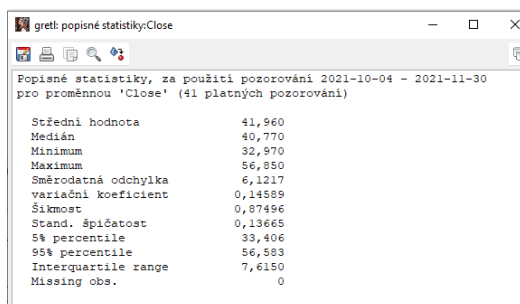 gretl: popisné statistiky:Close
Popisné statistiky, za použití pozorování 2021-10-04 - 2021-11-30
pro proměnnou 'Close' (41 platných pozorování)
Střední hodnota 41,960
Medián 40,770
Minimum 32,970
Maximum 56,850
Směrodatná odchylka 6,1217
variační koeficient 0,14589
Šikmost 0,87496
Stand. špičatost 0,13665
5% percentile 33,406
95% percentile 56,583
Interquartile range 7,6150
Missing obs. 0